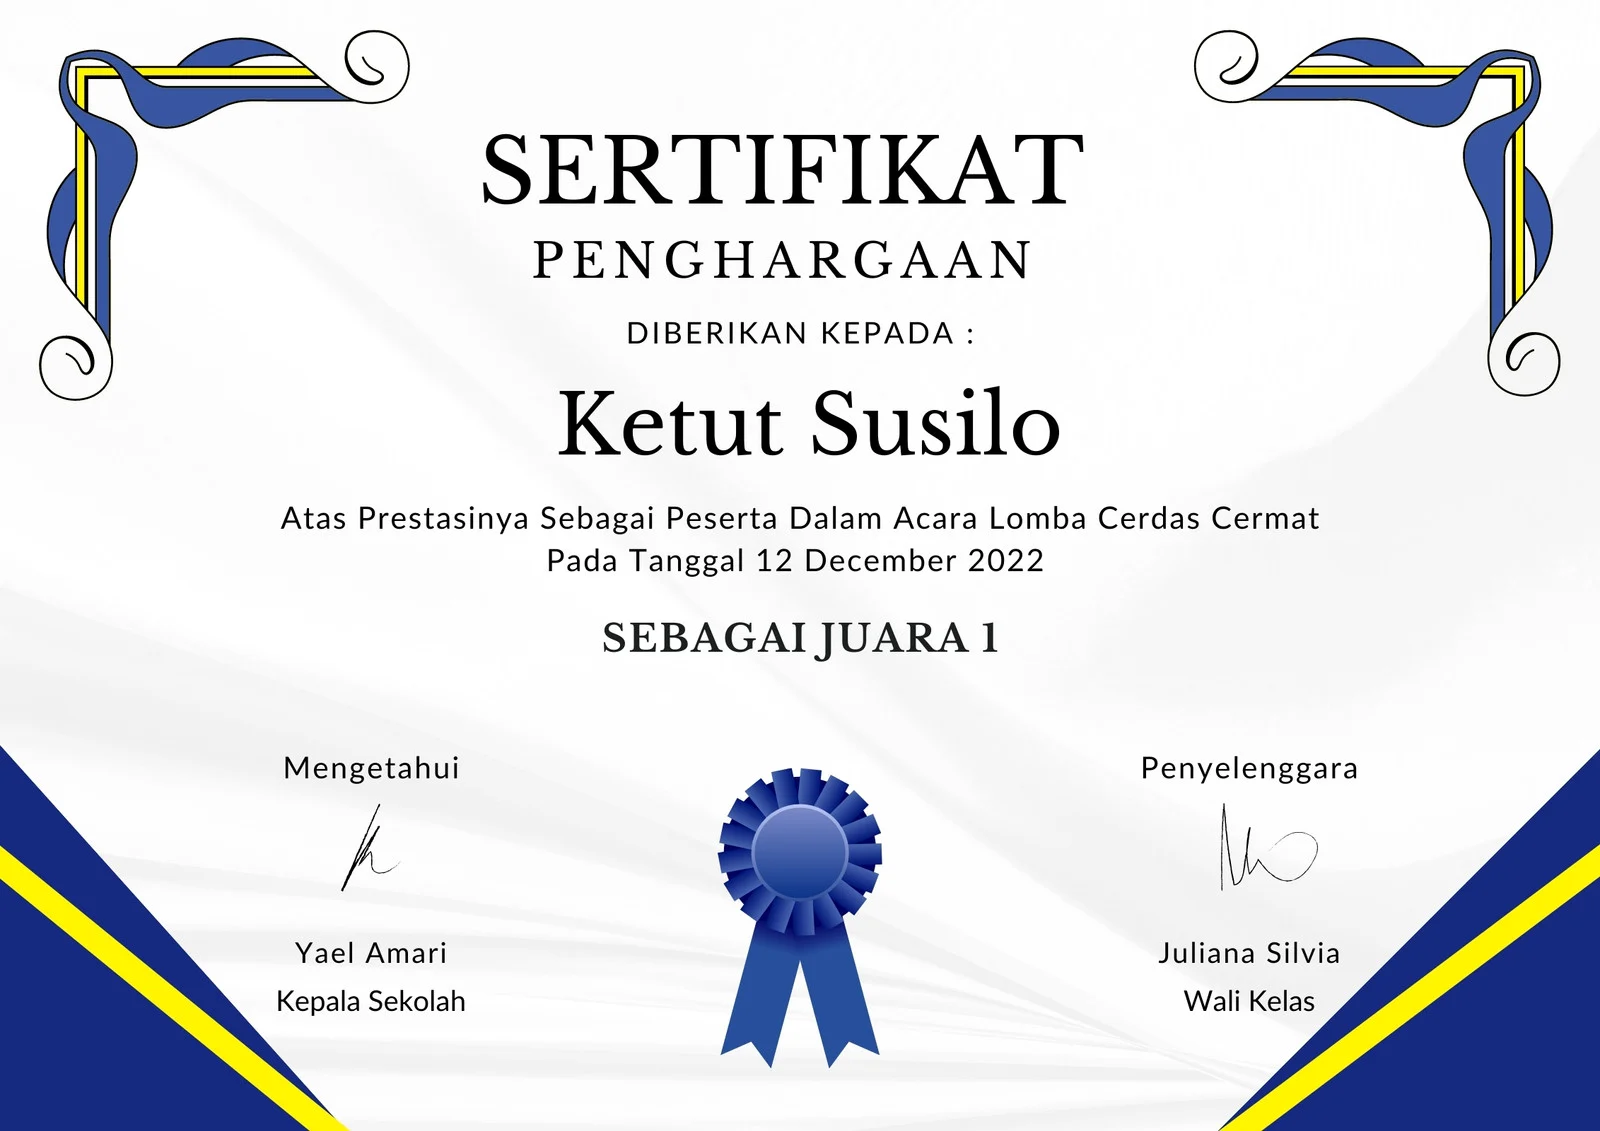 SERTIFIKAT
PENGHARGAAN
DIBERIKAN KEPADA :
Ketut Susilo
Atas Prestasinya Sebagai Peserta Dalam Acara Lomba Cerdas Cermat
Pada Tanggal 12 December 2022
SEBAGAI JUARA 1
Mengetahui
Yael Amari
Kepala Sekolah
Penyelenggara
Juliana Silvia
Wali Kelas